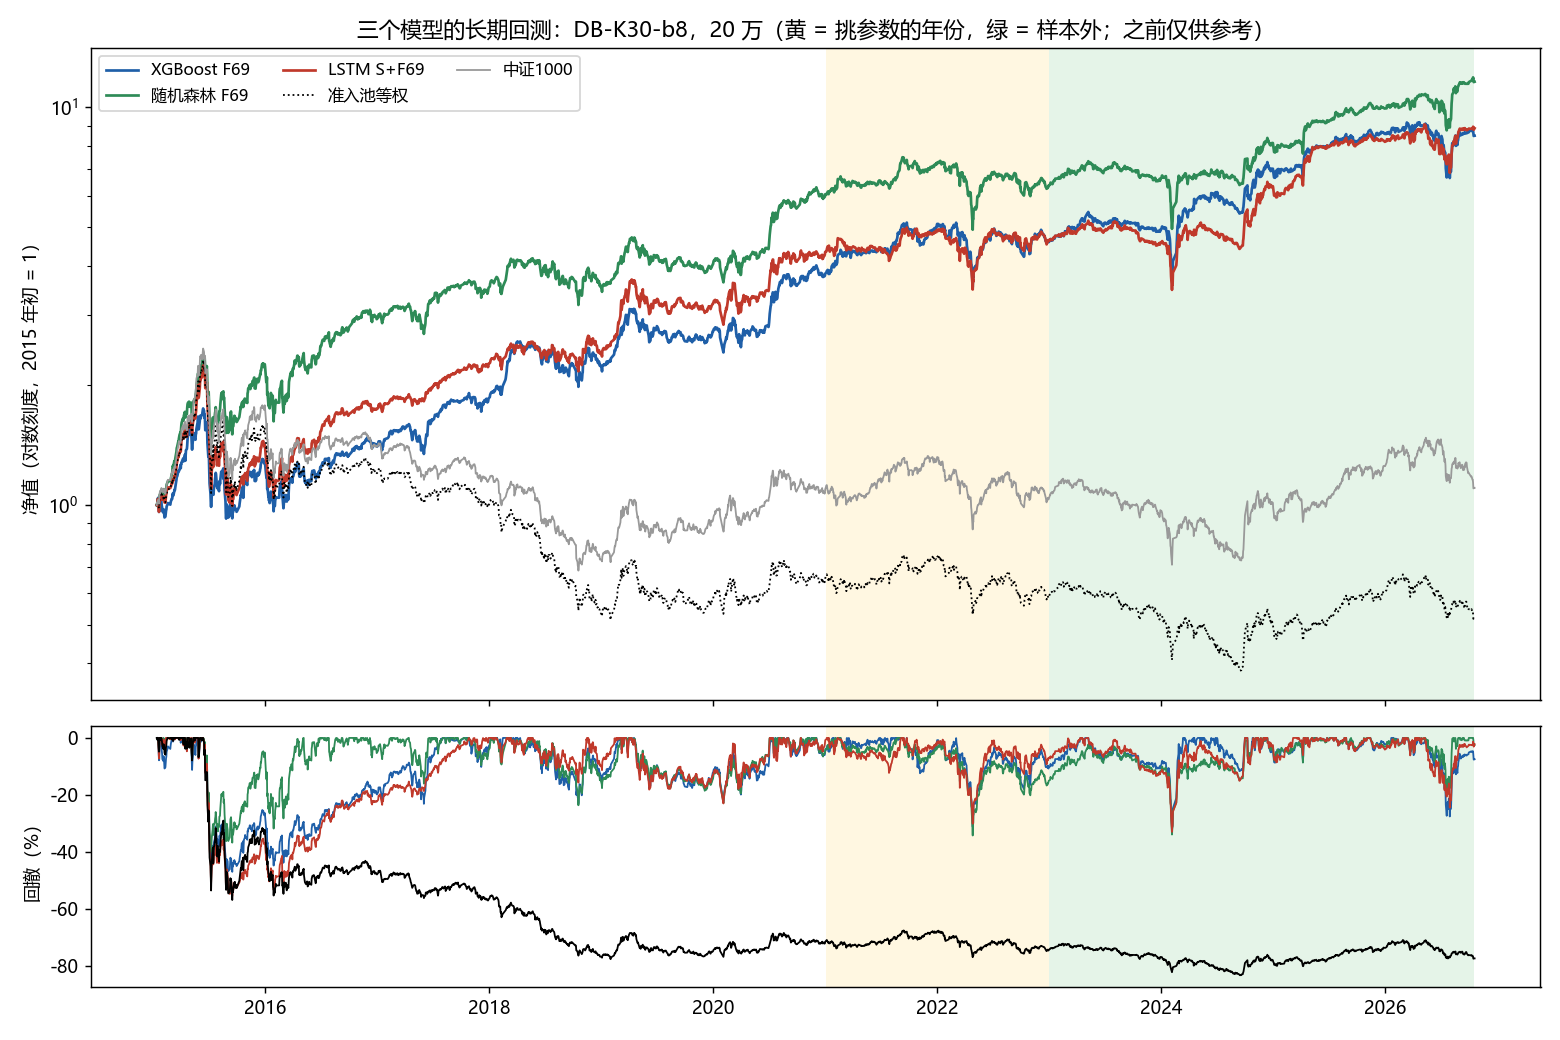 三个模型的长期回测：DB-K30-b8，20 万（黄 = 挑参数的年份，绿 = 样本外；之前仅供参考）
XGBoost F69
随机森林 F69
LSTM S+F69
准入池等权
中证1000
净值（对数刻度，2015 年初 = 1）
10¹
10⁰
回撤（%）
0
-20
-40
-60
-80
2016
2018
2020
2022
2024
2026